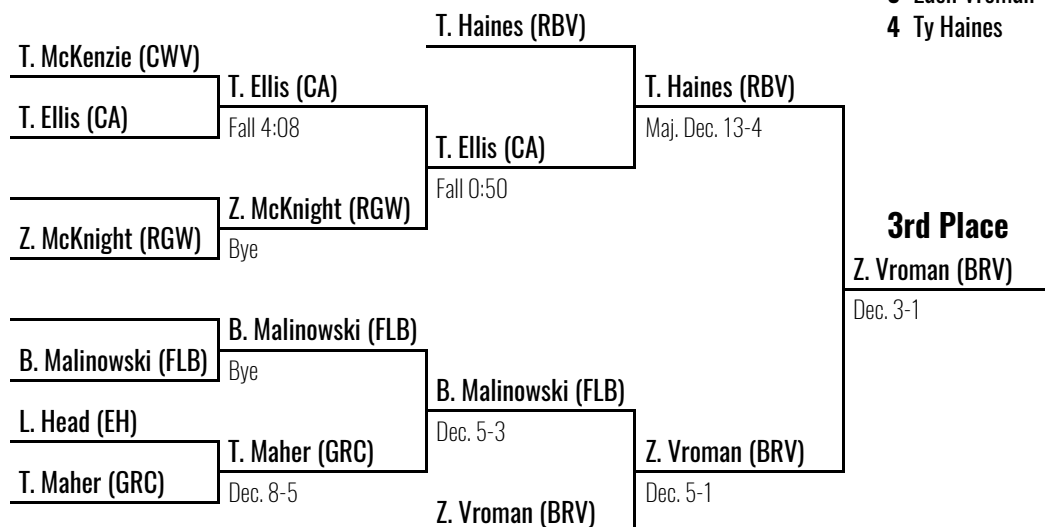 4 Ty Haines
T. Haines (RBV)
T. McKenzie (CWV)
T. Ellis (CA)
T. Haines (RBV)
T. Ellis (CA)
Fall 4:08
Maj. Dec. 13-4
T. Ellis (CA)
Fall 0:50
Z. McKnight (RGW)
3rd Place
Z. McKnight (RGW)
Bye
Z. Vroman (BRV)
Dec. 3-1
B. Malinowski (FLB)
B. Malinowski (FLB)
Bye
B. Malinowski (FLB)
L. Head (EH)
Dec. 5-3
T. Maher (GRC)
Z. Vroman (BRV)
T. Maher (GRC)
Dec. 8-5
Dec. 5-1
Z. Vroman (BRV)